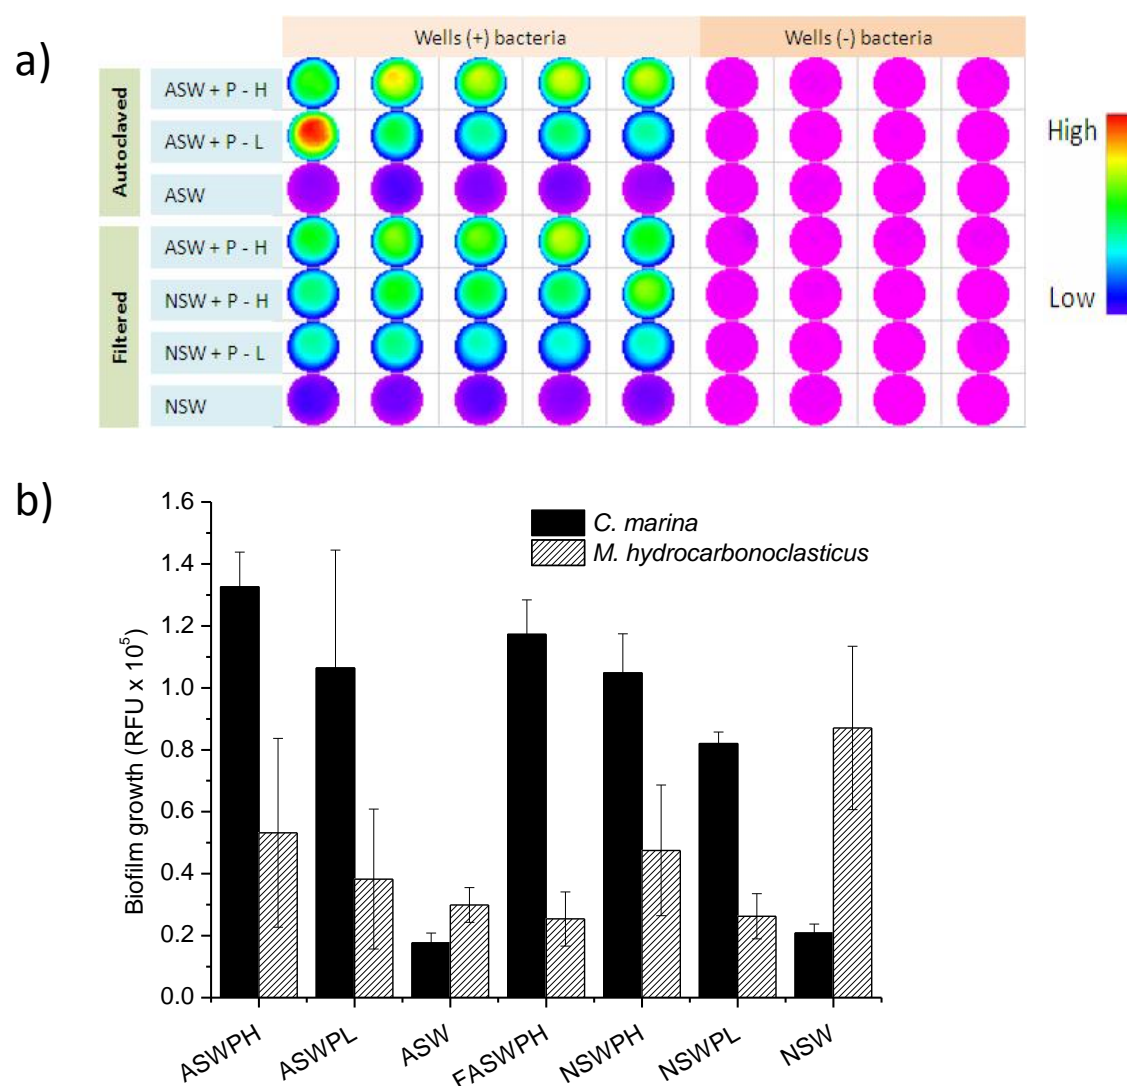 a)
Wells (+) bacteria
Wells (-) bacteria
Autoclaved
ASW + P - H
ASW + P - L
ASW
Filtered
ASW + P - H
NSW + P - H
NSW + P - L
NSW
High
Low
b)
Biofilm growth (RFU x 10⁵)
1.6
1.4
1.2
1.0
0.8
0.6
0.4
0.2
0.0
C. marina
M. hydrocarbonoclasticus
ASWPH
ASWPL
ASW
FASWPH
NSWPH
NSWPL
NSW